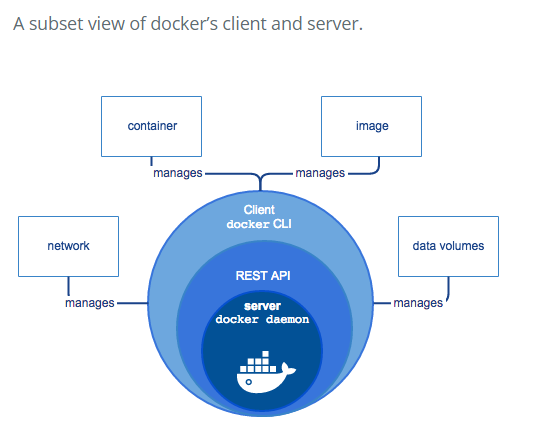 A subset view of docker’s client and server.
container
image
manages
manages
Client
docker CLI
network
data volumes
REST API
manages
manages
server
docker daemon